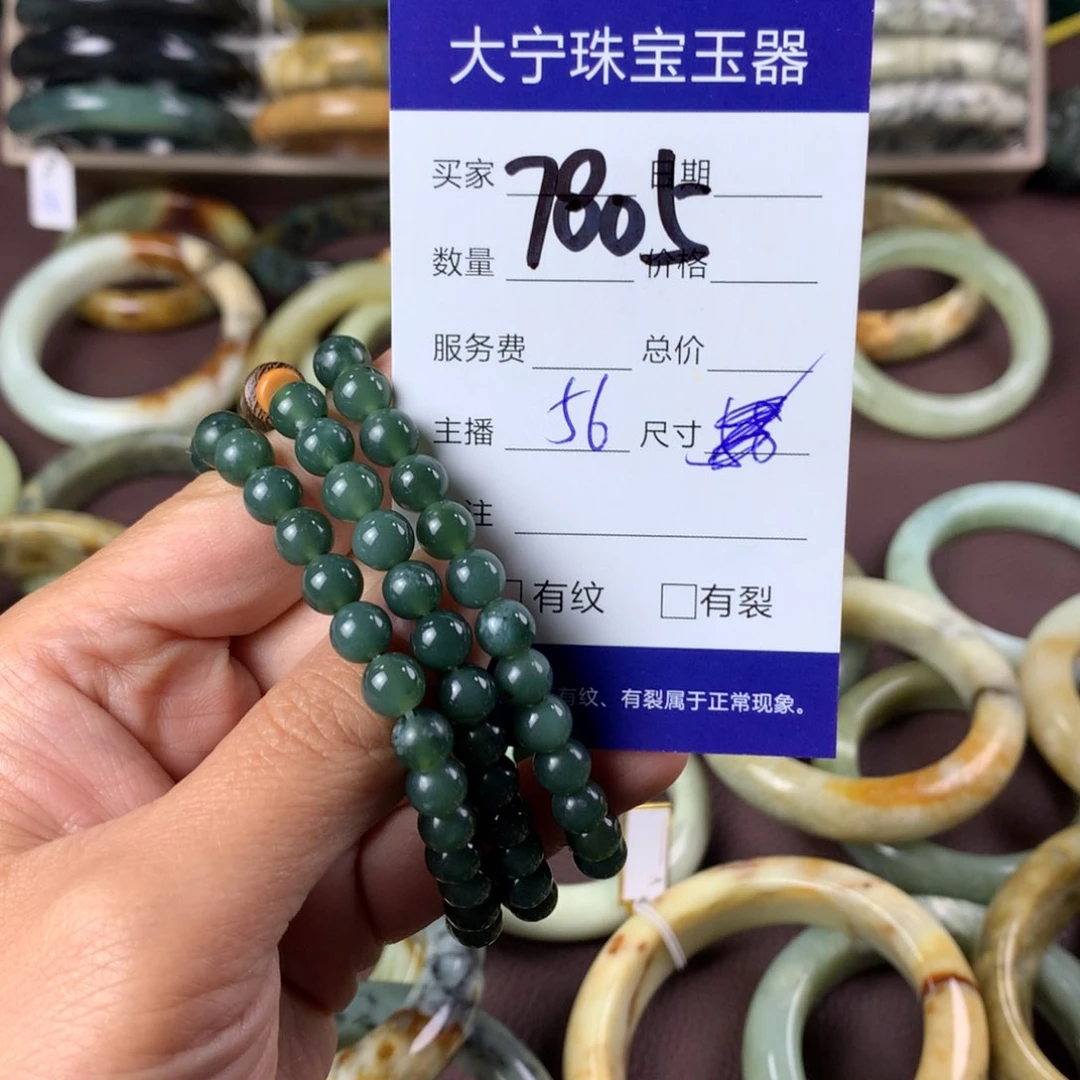 大宁珠宝玉器
买家 7805 日期
数量 价格
服务费 总价
主播 56 尺寸
注
有纹 有裂
有纹、有裂属于正常现象。